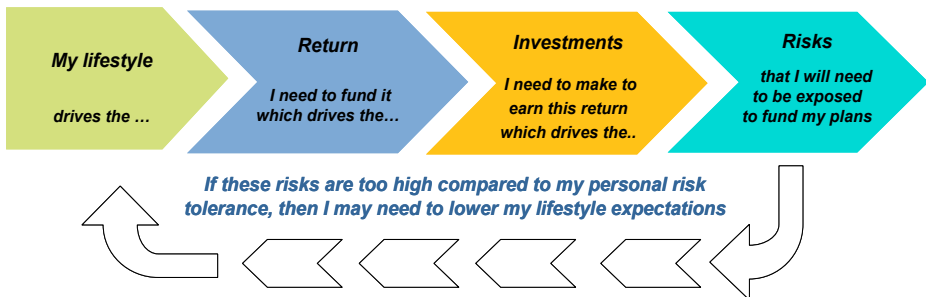 My lifestyle
drives the ...
Return
I need to fund it
which drives the...
Investments
I need to make to
earn this return
which drives the..
Risks
that I will need
to be exposed
to fund my plans
If these risks are too high compared to my personal risk
tolerance, then I may need to lower my lifestyle expectations